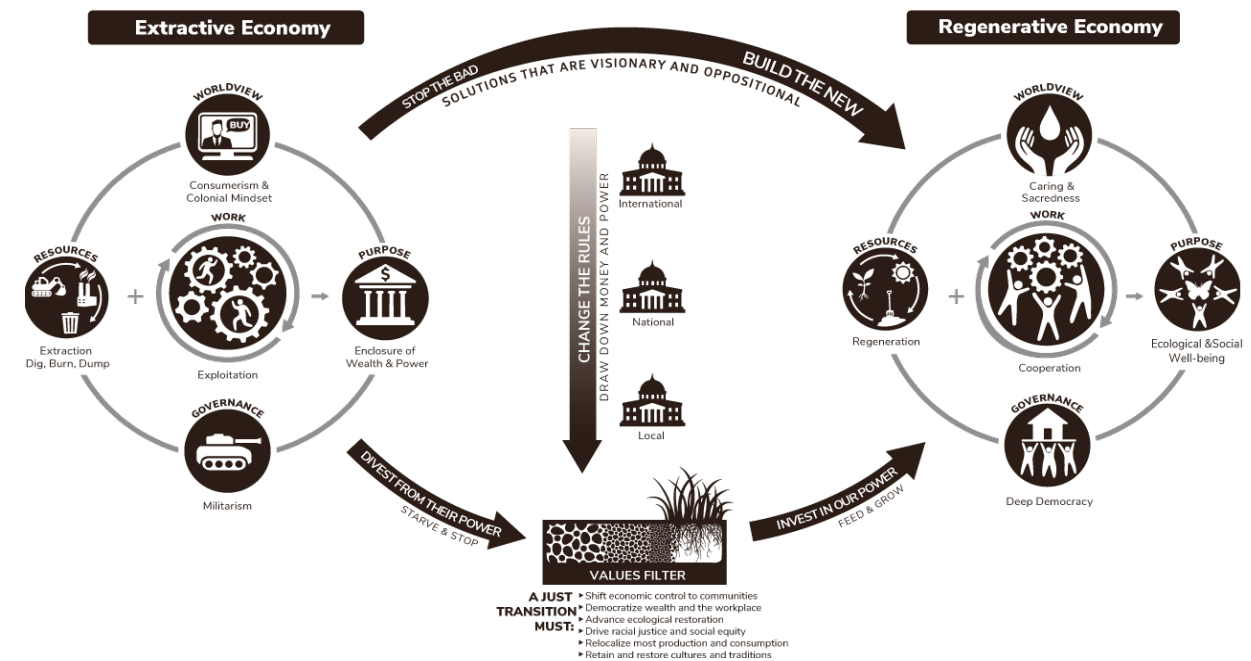 Extractive Economy
Regenerative Economy
STOP THE BAD
BUILD THE NEW
SOLUTIONS THAT ARE VISIONARY AND OPPOSITIONAL
WORLDVIEW
BUY
Consumerism &
Colonial Mindset
WORK
RESOURCES
PURPOSE
$
Extraction
Dig, Burn, Dump
Exploitation
Enclosure of
Wealth & Power
GOVERNANCE
Militarism
CHANGE THE RULES
DRAW DOWN MONEY AND POWER
International
National
Local
WORLDVIEW
Caring &
Sacredness
WORK
RESOURCES
PURPOSE
Regeneration
Cooperation
Ecological &Social
Well-being
GOVERNANCE
Deep Democracy
DIVEST FROM THEIR POWER
STARVE & STOP
INVEST IN OUR POWER
FEED & GROW
VALUES FILTER
A JUST
TRANSITION
MUST:
Shift economic control to communities
Democratize wealth and the workplace
Advance ecological restoration
Drive racial justice and social equity
Relocalize most production and consumption
Retain and restore cultures and traditions